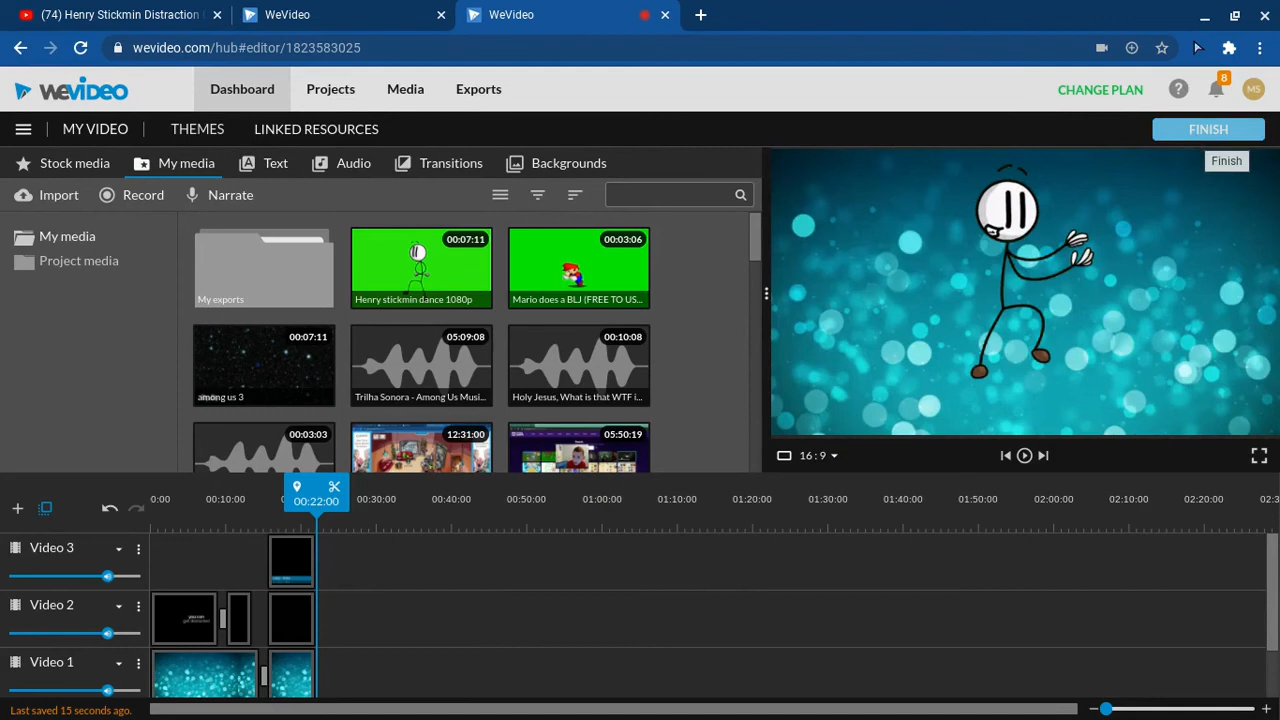 (74) Henry Stickmin Distraction
WeVideo
WeVideo
wevideo.com/hub#editor/1823583025
wevideo
Dashboard
Projects
Media
Exports
CHANGE PLAN
8
MS
MY VIDEO
THEMES
LINKED RESOURCES
FINISH
Finish
Stock media
My media
Text
Audio
Transitions
Backgrounds
Import
Record
Narrate
My media
Project media
My exports
00:07:11
Henry stickmin dance 1080p
00:03:06
Mario does a BLJ (FREE TO US...
00:07:11
among us 3
05:09:08
Trilha Sonora - Among Us Musi...
00:10:08
Holy Jesus, What is that WTF i...
00:03:03
12:31:00
05:50:19
16:9
00:22:00
0:00
00:10:00
00:30:00
00:40:00
00:50:00
01:00:00
01:10:00
01:20:00
01:30:00
01:40:00
01:50:00
02:00:00
02:10:00
02:20:00
02:3
Video 3
Video 2
you can
get distracted
Video 1
Last saved 15 seconds ago.